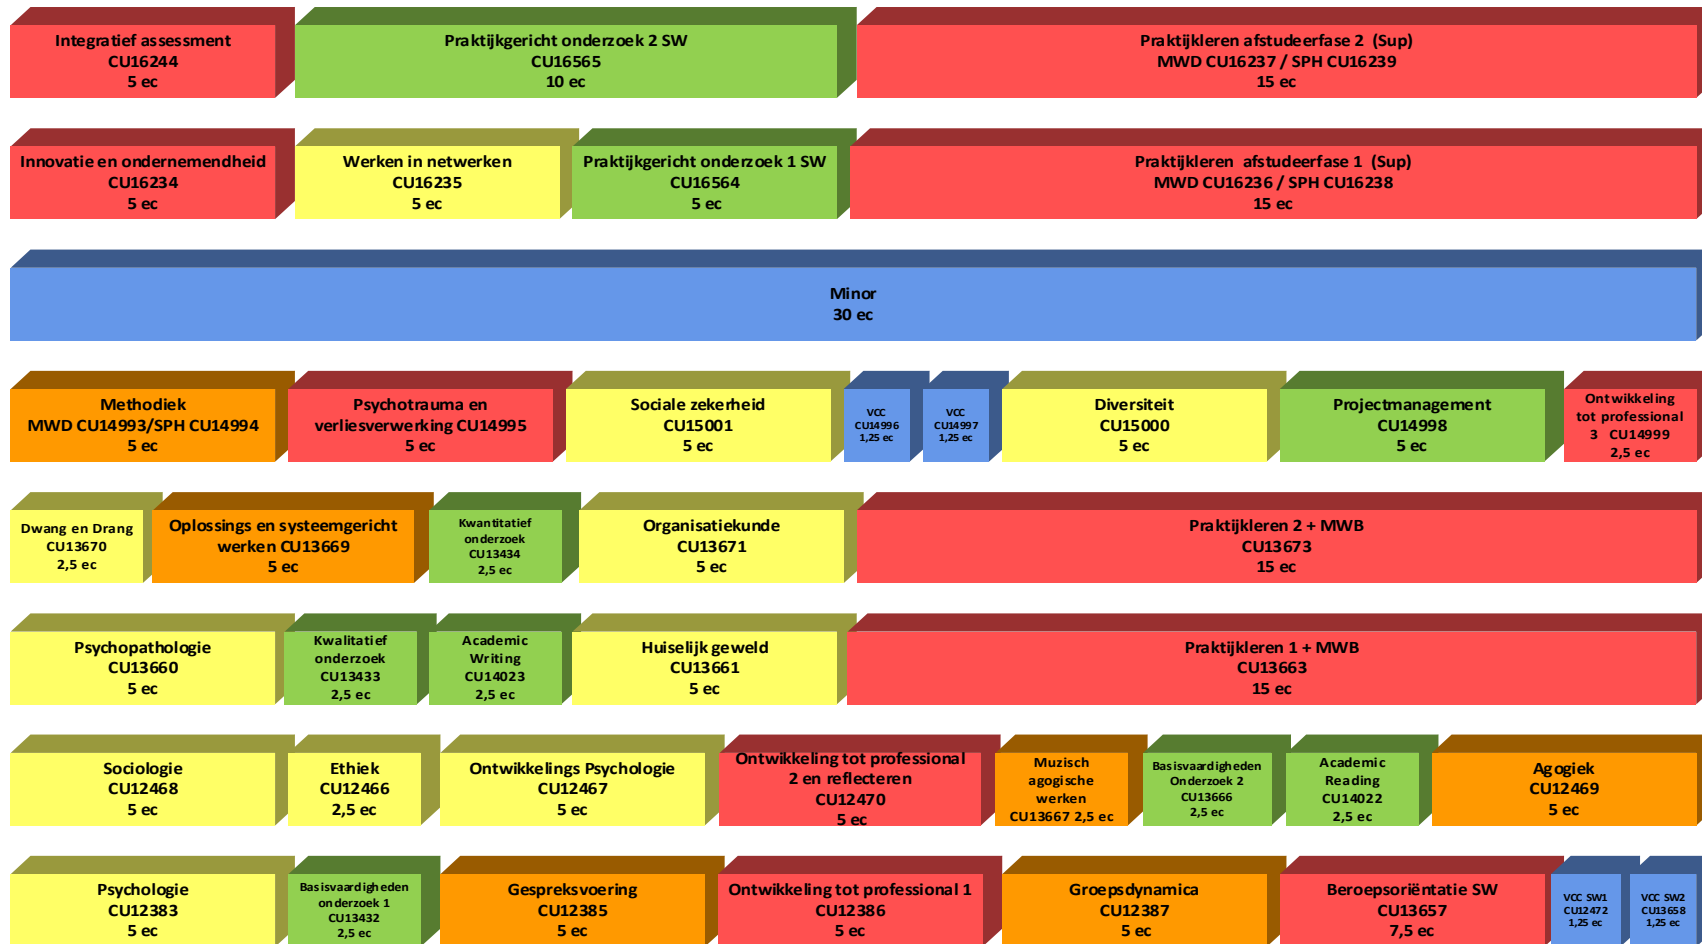 Integratief assessment
CU16244
5 ec
Praktijkgericht onderzoek 2 SW
CU16565
10 ec
Praktijkleren afstudeerfase 2 (Sup)
MWD CU16237 / SPH CU16239
15 ec
Innovatie en ondernemendheid
CU16234
5 ec
Werken in netwerken
CU16235
5 ec
Praktijkgericht onderzoek 1 SW
CU16564
5 ec
Praktijkleren afstudeerfase 1 (Sup)
MWD CU16236 / SPH CU16238
15 ec
Minor
30 ec
Methodiek
MWD CU14993/SPH CU14994
5 ec
Psychotrauma en
verliesverwerking CU14995
5 ec
Sociale zekerheid
CU15001
5 ec
VCC
CU14996
1,25 ec
VCC
CU14997
1,25 ec
Diversiteit
CU15000
5 ec
Projectmanagement
CU14998
5 ec
Ontwikkeling
tot professional
3 CU14999
2,5 ec
Dwang en Drang
CU13670
2,5 ec
Oplossings en systeemgericht
werken CU13669
5 ec
Kwantitatief
onderzoek
CU13434
2,5 ec
Organisatiekunde
CU13671
5 ec
Praktijkleren 2 + MWB
CU13673
15 ec
Psychopathologie
CU13660
5 ec
Kwalitatief
onderzoek
CU13433
2,5 ec
Academic
Writing
CU14023
2,5 ec
Huiselijk geweld
CU13661
5 ec
Praktijkleren 1 + MWB
CU13663
15 ec
Sociologie
CU12468
5 ec
Ethiek
CU12466
2,5 ec
Ontwikkelings Psychologie
CU12467
5 ec
Ontwikkeling tot professional
2 en reflecteren
CU12470
5 ec
Muzisch
agogische
werken
CU13667 2,5 ec
Basisvaardigheden
Onderzoek 2
CU13666
2,5 ec
Academic
Reading
CU14022
2,5 ec
Agogiek
CU12469
5 ec
Psychologie
CU12383
5 ec
Basisvaardigheden
onderzoek 1
CU13432
2,5 ec
Gespreksvoering
CU12385
5 ec
Ontwikkeling tot professional 1
CU12386
5 ec
Groepsdynamica
CU12387
5 ec
Beroepsoriëntatie SW
CU13657
7,5 ec
VCC SW1
CU12472
1,25 ec
VCC SW2
CU13658
1,25 ec